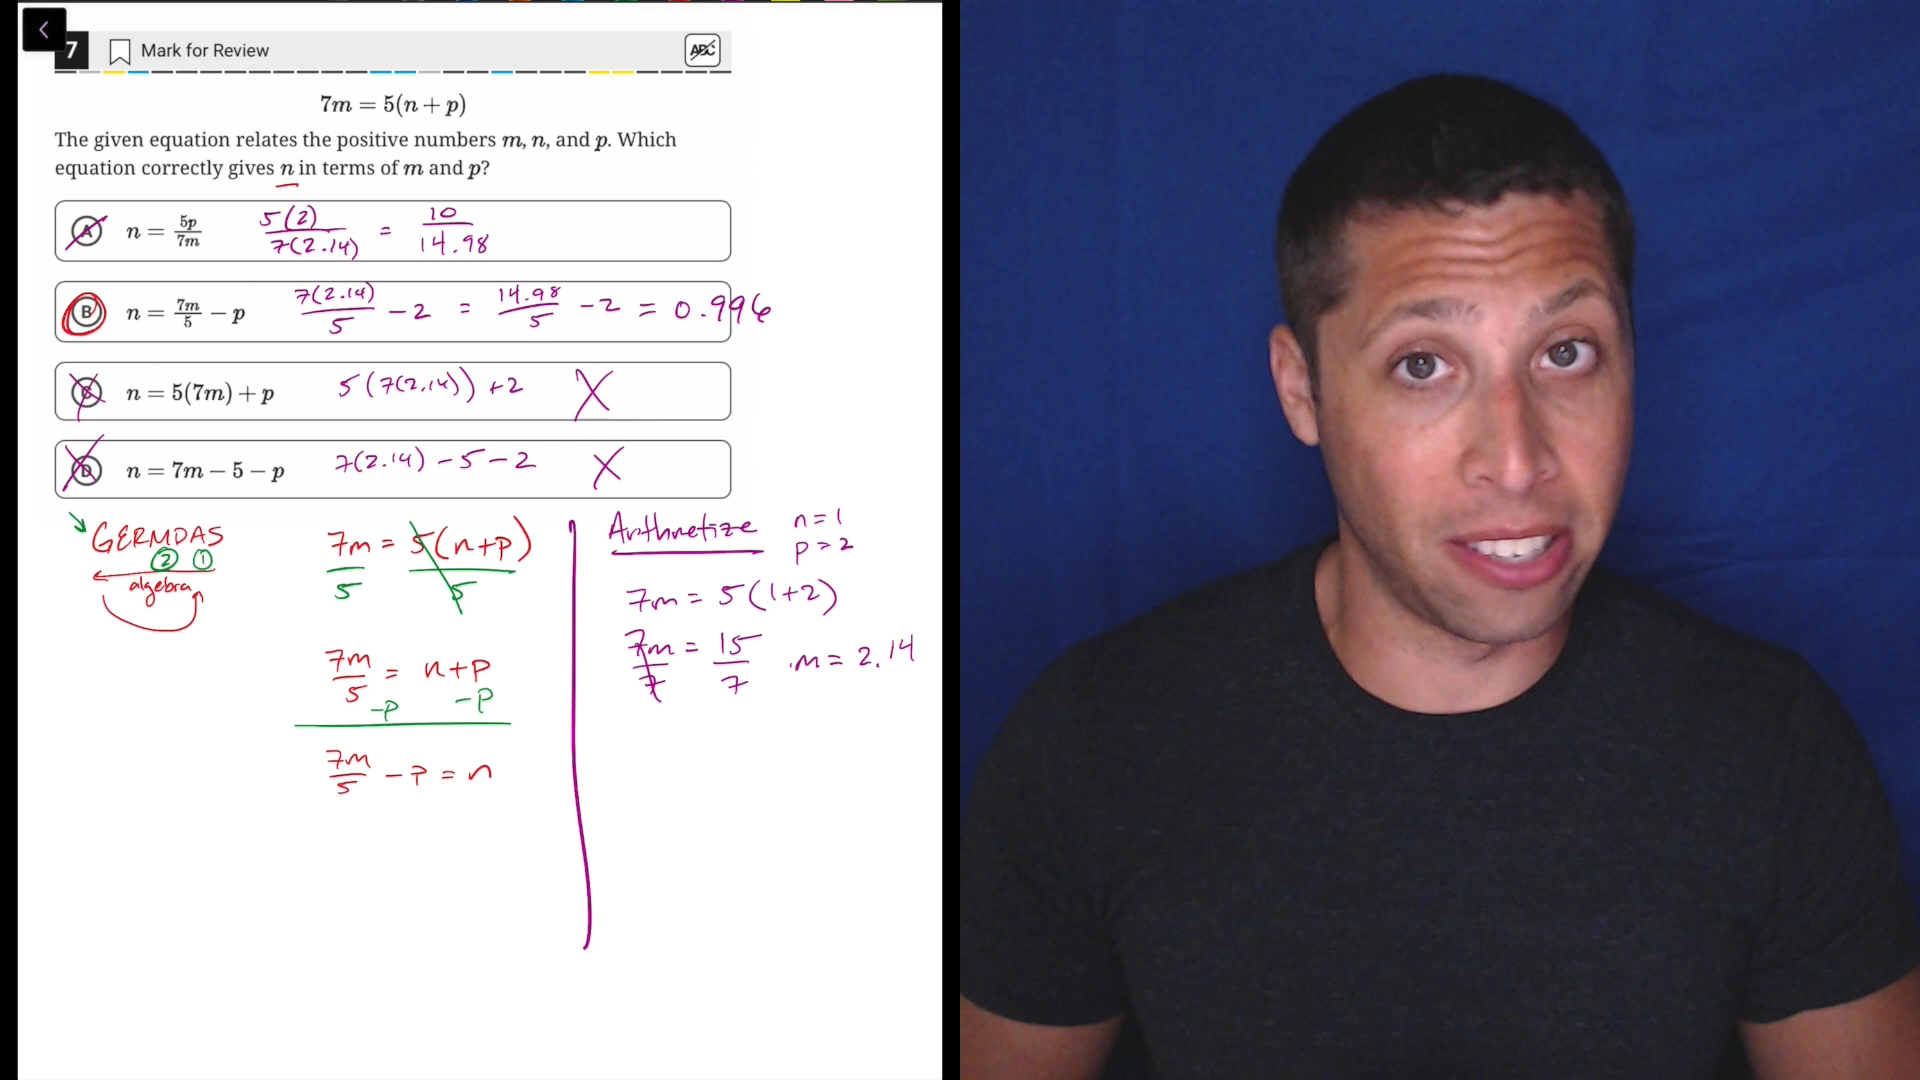 7 Mark for Review ABC
7m = 5(n + p)
The given equation relates the positive numbers m, n, and p. Which
equation correctly gives n in terms of m and p?
A n = 5p/7m 5(2)/7(2.14) = 10/14.98
B n = 7m/5 − p 7(2.14)/5 − 2 = 14.98/5 − 2 = 0.996
C n = 5(7m) + p 5(7(2.14)) + 2 X
D n = 7m − 5 − p 7(2.14) − 5 − 2 X
GERMDAS
2 1
algebra
7m/5 = 5(n+p)/5
7m/5 = n+p
−p −p
7m/5 − p = n
Arithmetize n=1
p=2
7m = 5(1+2)
7m/7 = 15/7 m = 2.14